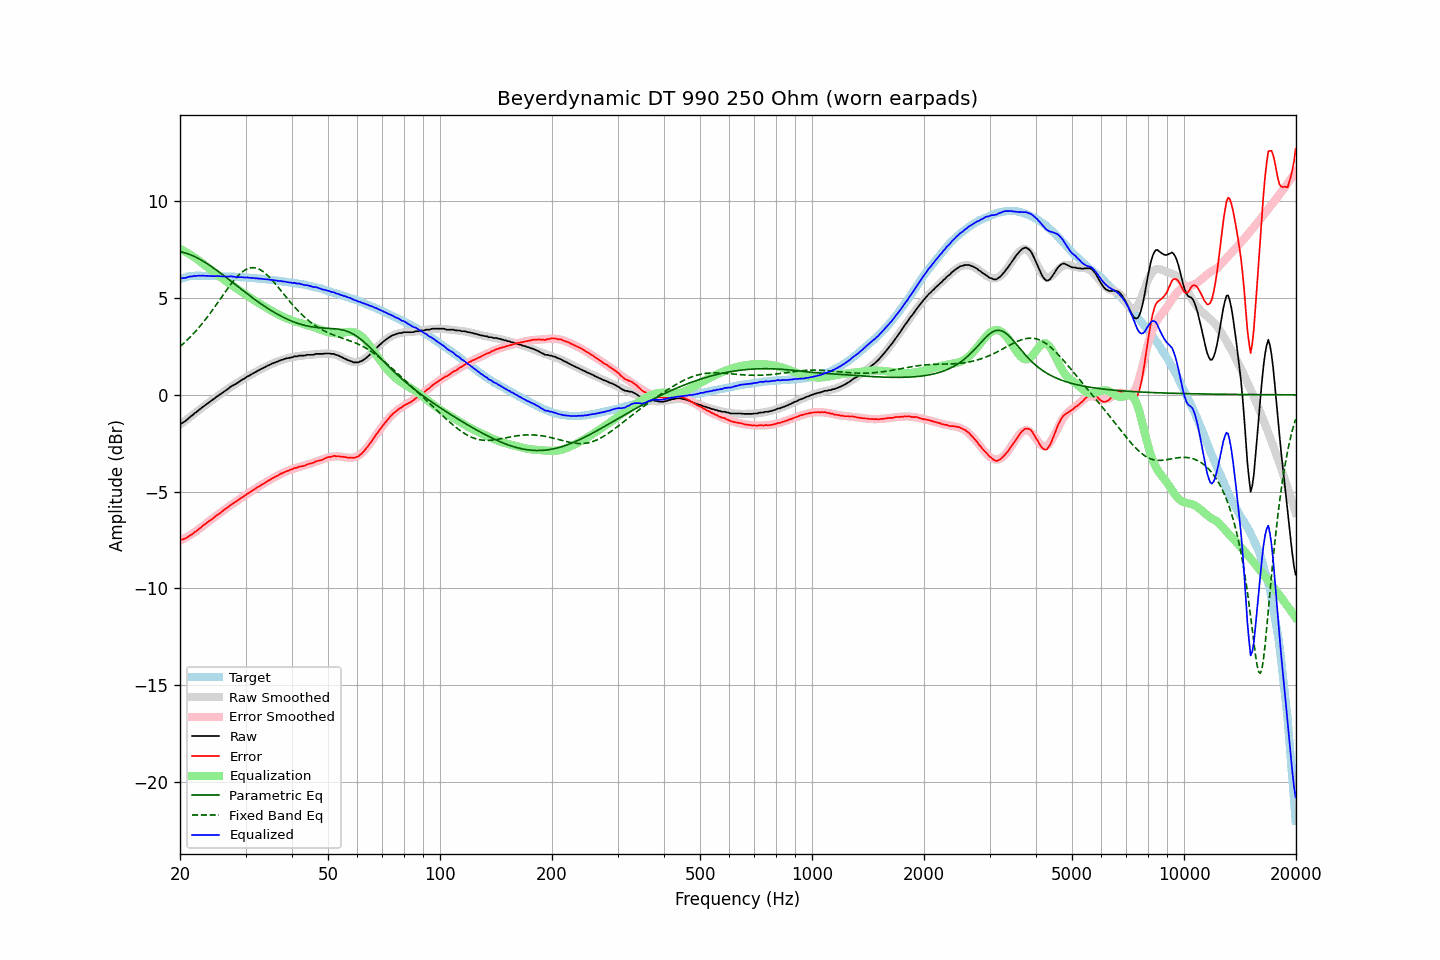 Beyerdynamic DT 990 250 Ohm (worn earpads)
Amplitude (dBr)
10
5
0
−5
−10
−15
−20
Target
Raw Smoothed
Error Smoothed
Raw
Error
Equalization
Parametric Eq
Fixed Band Eq
Equalized
20 50 100 200 500 1000 2000 5000 10000 20000
Frequency (Hz)